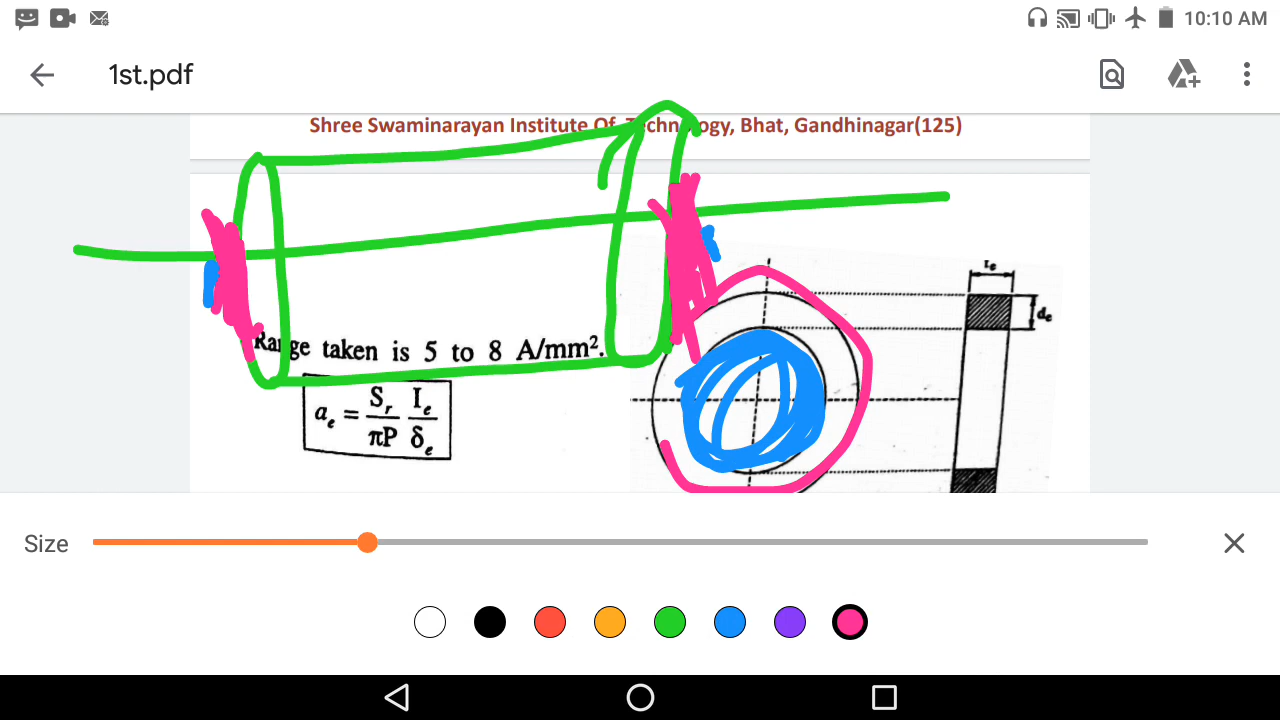 10:10 AM
1st.pdf
Shree Swaminarayan Institute Of Technology, Bhat, Gandhinagar(125)
Range taken is 5 to 8 A/mm².
aₑ = Sᵣ/πP Iₑ/δₑ
Iₑ
dₑ
Size